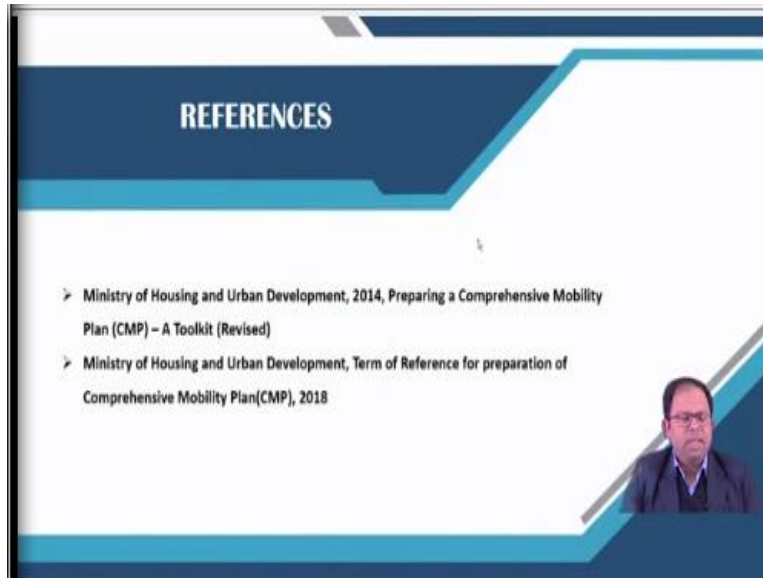 REFERENCES
➢ Ministry of Housing and Urban Development, 2014, Preparing a Comprehensive Mobility
Plan (CMP) – A Toolkit (Revised)
➢ Ministry of Housing and Urban Development, Term of Reference for preparation of
Comprehensive Mobility Plan(CMP), 2018